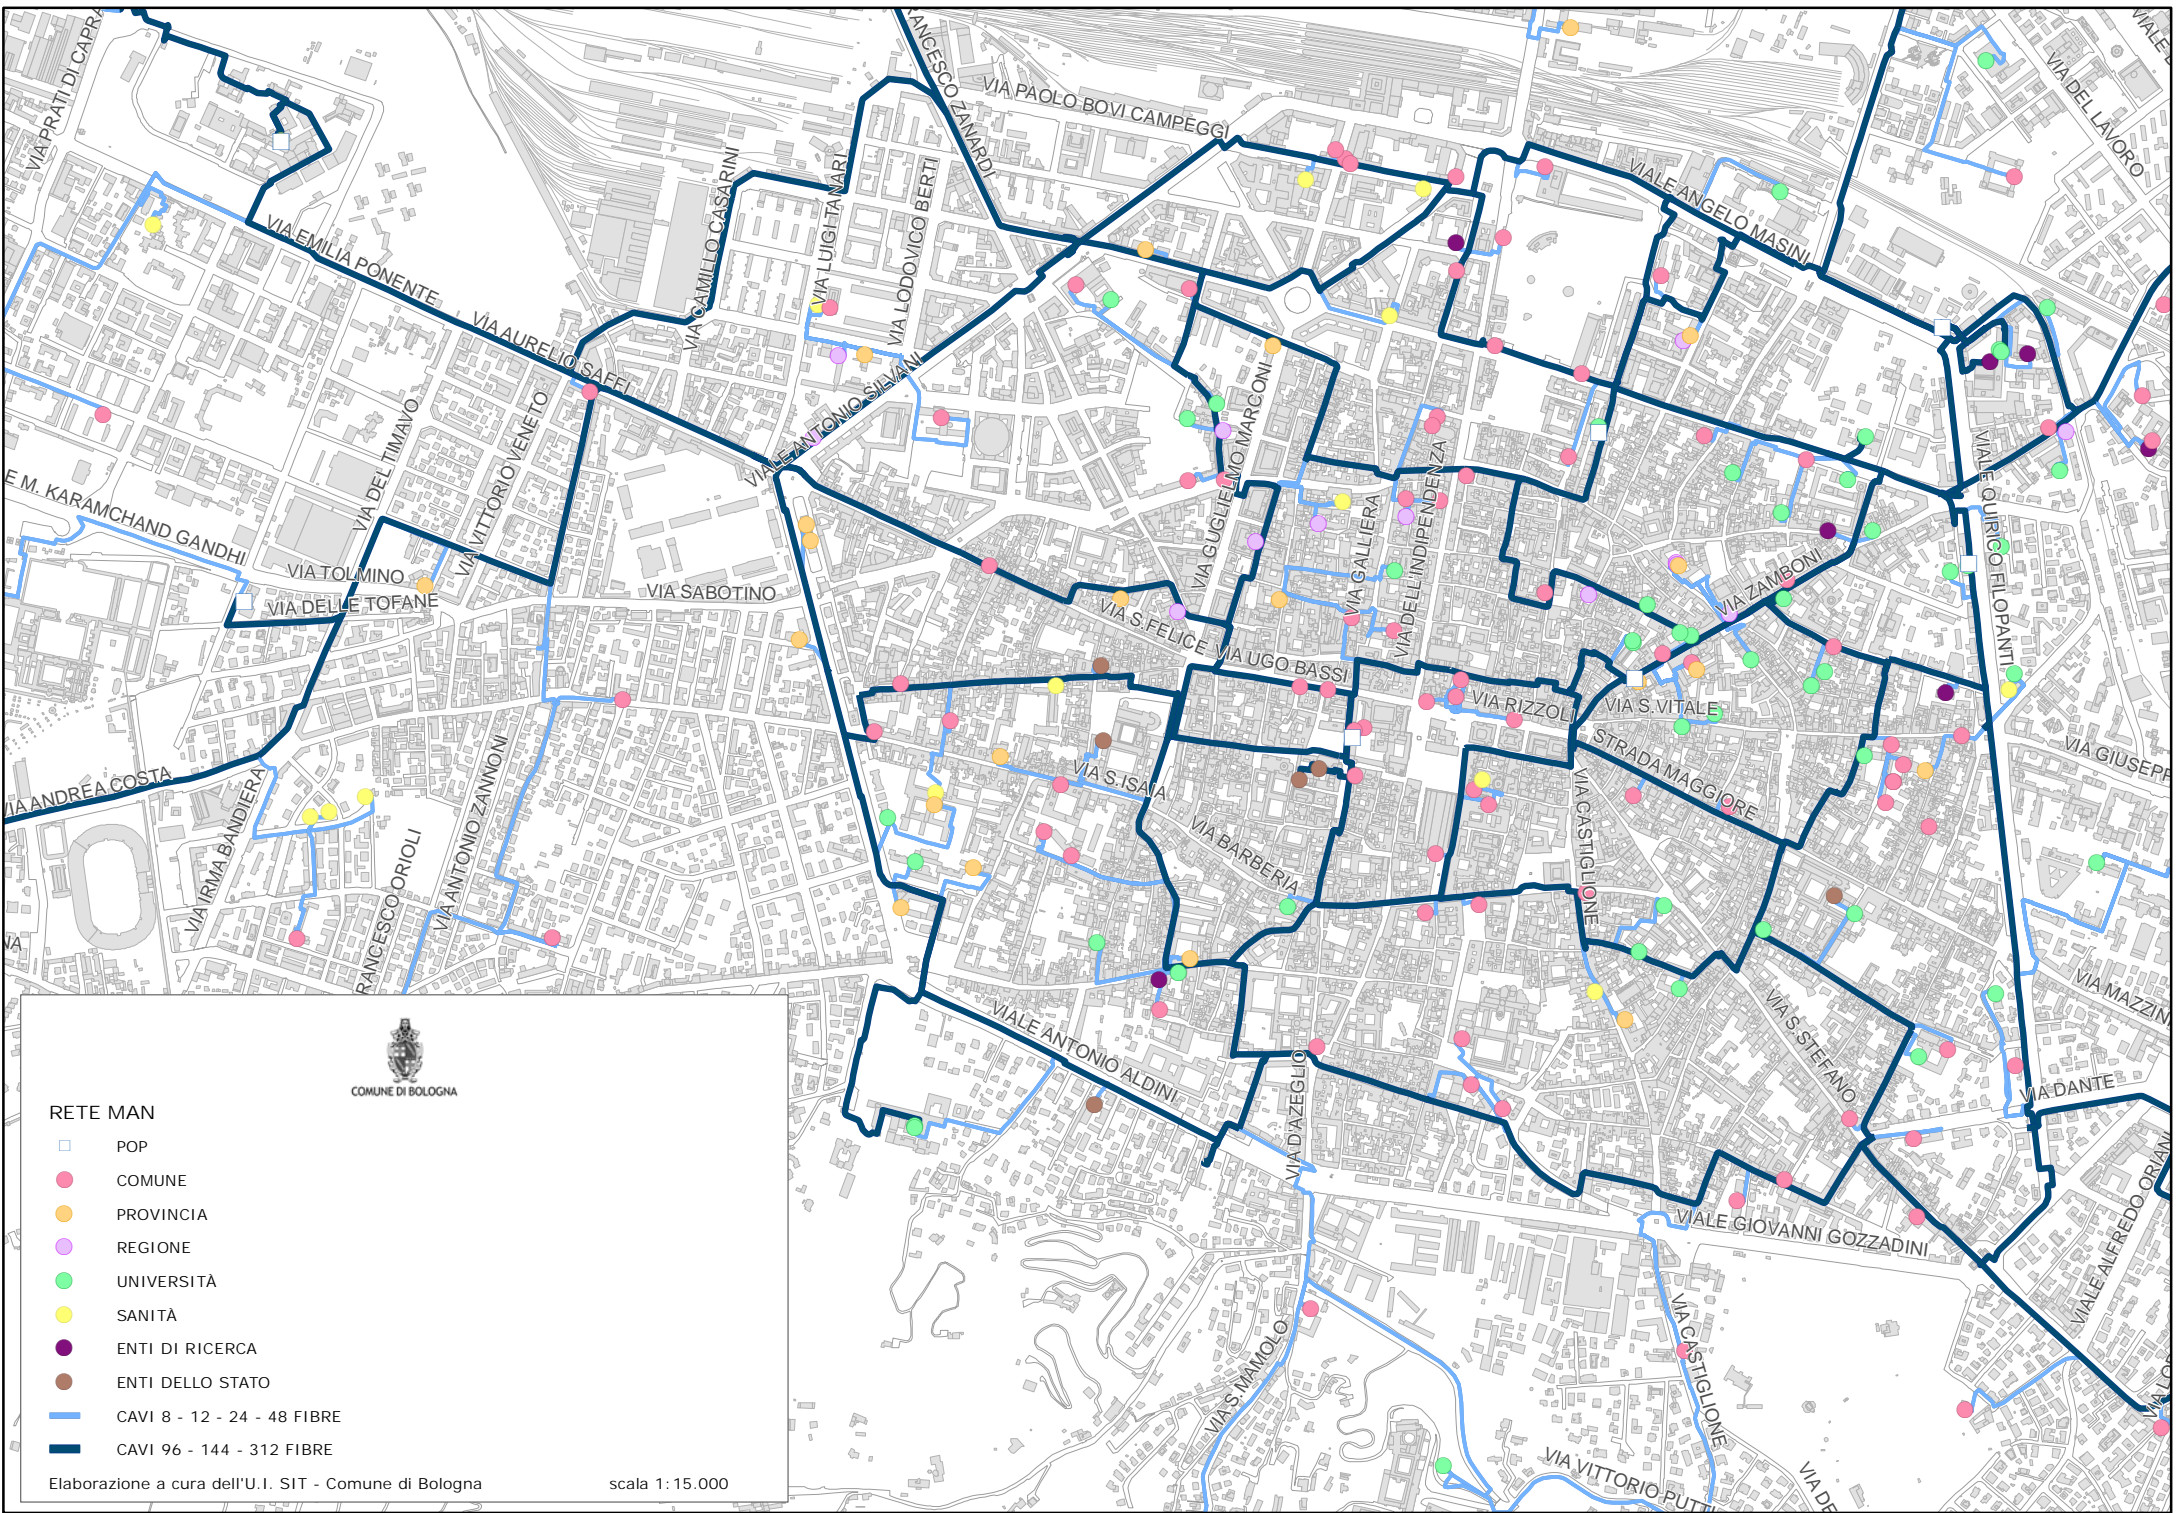 VIA PRATI DI CAPRA
FRANCESCO ZANARDI
VIA PAOLO BOVI CAMPEGGI
VIA DEL LAVORO
VIALE
VIALE ANGELO MASINI
VIA EMILIA PONENTE
VIA CAMILLO CASARINI
VIA LUIGI TANARI
VIA LODOVICO BERTI
VIA AURELIO SAFFI
VIALE ANTONIO SILVANI
VIA GUGLIELMO MARCONI
VIA GALLIERA
VIA DELL'INDIPENDENZA
VIALE QUIRICO FILOPANTI
E M. KARAMCHAND GANDHI
VIA DEL TIMAVO
VIA VITTORIO VENETO
VIA TOLMINO
VIA DELLE TOFANE
VIA SABOTINO
VIA S.FELICE
VIA UGO BASSI
VIA ZAMBONI
VIA RIZZOLI
VIA S.VITALE
STRADA MAGGIORE
VIA GIUSEPP
VIA ANDREA COSTA
VIA IRMA BANDIERA
VIA ANTONIO ZANNONI
FRANCESCO ORIOLI
VIA S.ISAIA
VIA BARBERIA
VIA CASTIGLIONE
VIA MAZZINI
NA
VIA S.STEFANO
VIALE ANTONIO ALDINI
VIA D'AZEGLIO
VIA DANTE
VIALE ALFREDO ORIANI
VIALE GIOVANNI GOZZADINI
VIA S. MAMOLO
VIA CASTIGLIONE
VIA VITTORIO PUTTI
VIA DE
COMUNE DI BOLOGNA
RETE MAN
POP
COMUNE
PROVINCIA
REGIONE
UNIVERSITÀ
SANITÀ
ENTI DI RICERCA
ENTI DELLO STATO
CAVI 8 - 12 - 24 - 48 FIBRE
CAVI 96 - 144 - 312 FIBRE
Elaborazione a cura dell'U.I. SIT - Comune di Bologna
scala 1:15.000